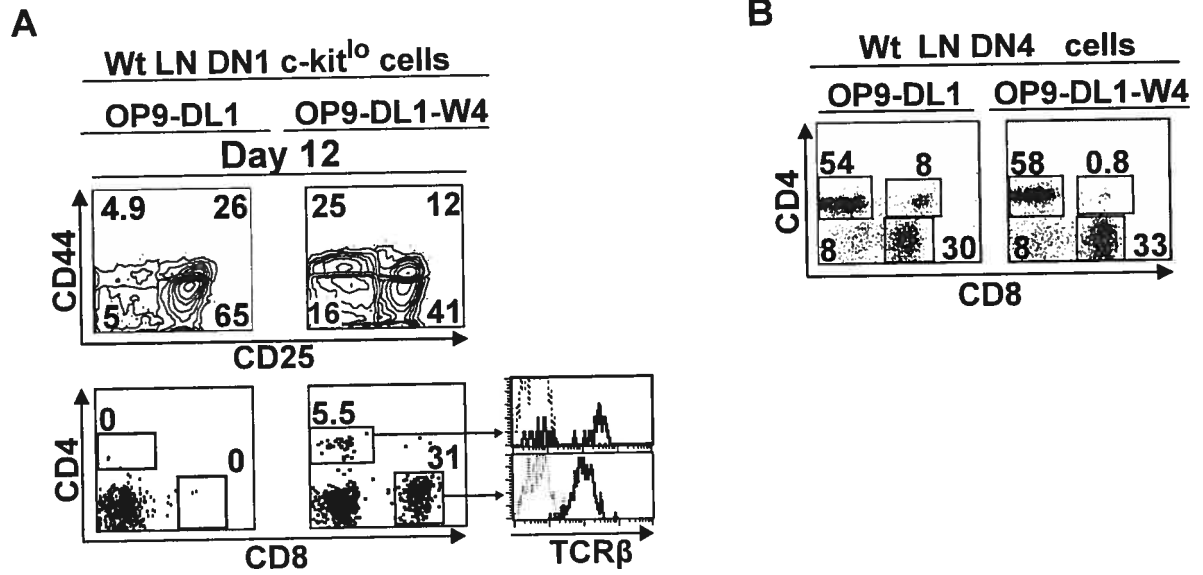 A
Wt LN DN1 c-kit^lo cells
OP9-DL1 OP9-DL1-W4
Day 12
4.9 26 25 12
CD44
5 65 16 41
CD25
0 5.5
0 31
CD4
CD8
TCRβ
B
Wt LN DN4 cells
OP9-DL1 OP9-DL1-W4
54 8 58 0.8
CD4
8 30 8 33
CD8